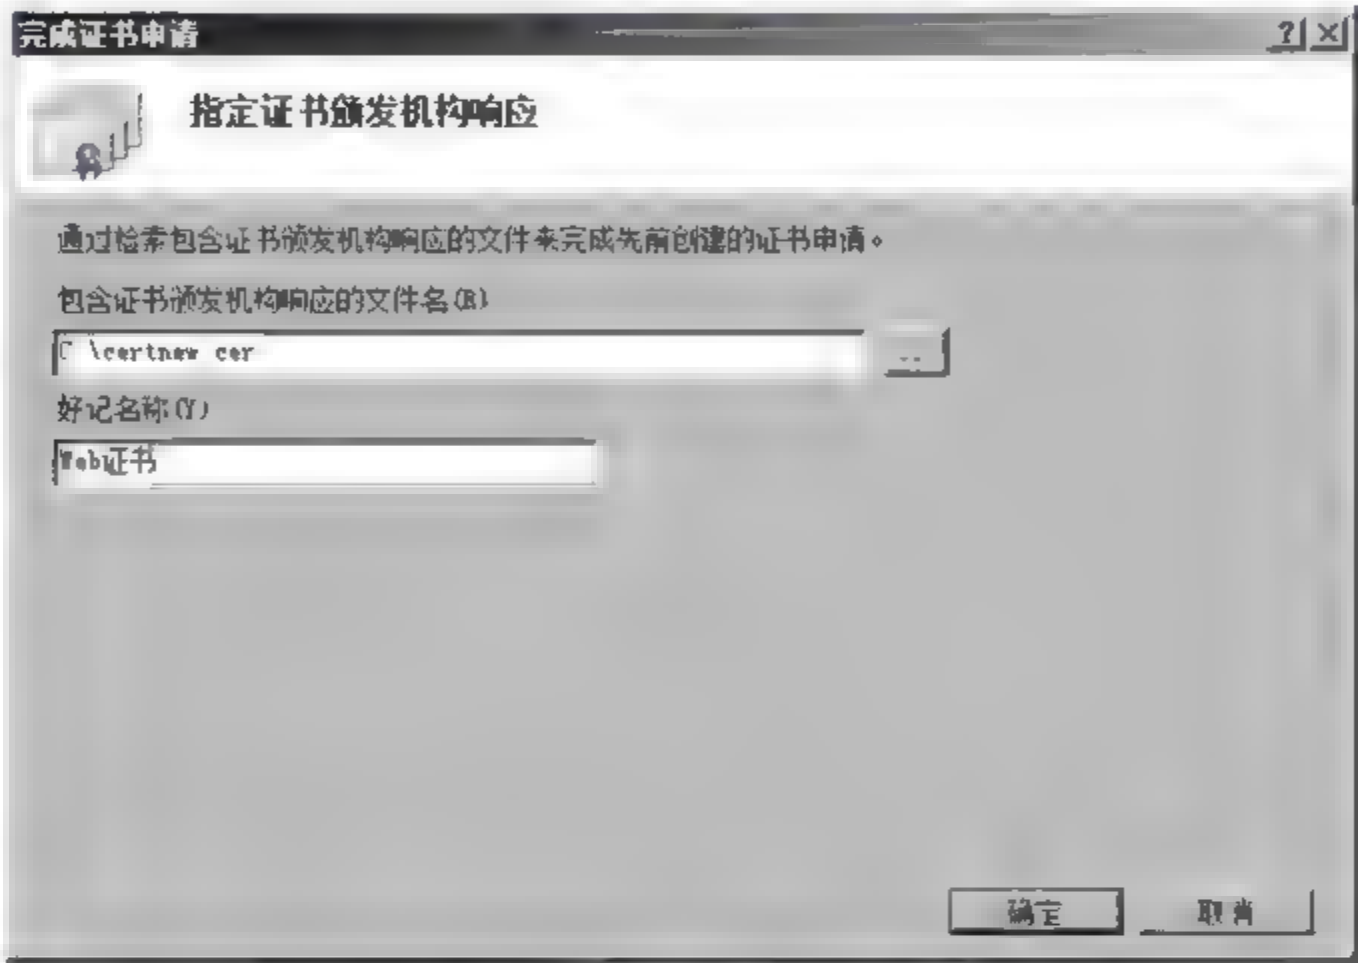 完成证书申请
指定证书颁发机构响应
通过检索包含证书颁发机构响应的文件来完成先前创建的证书申请。
包含证书颁发机构响应的文件名(R)
C \certnew cer
..
好记名称(Y)
Web证书
确定
取消